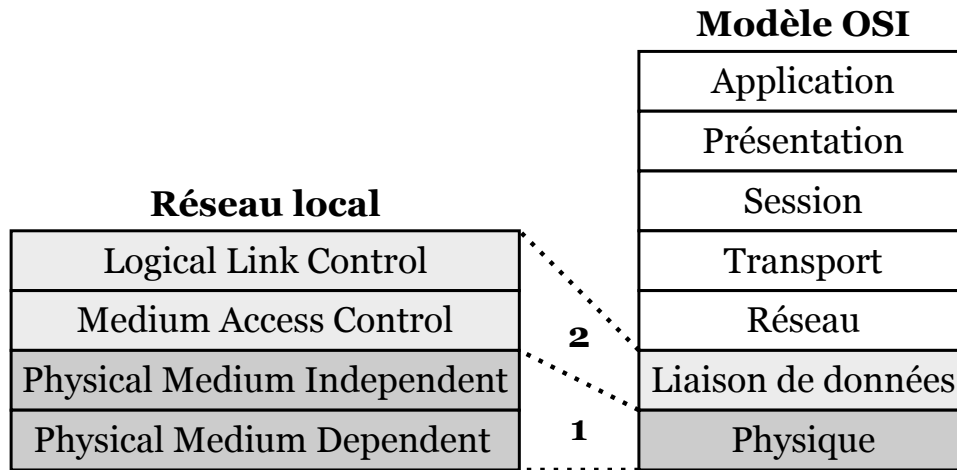 Modèle OSI
Application
Présentation
Session
Transport
Réseau
Liaison de données
Physique
Réseau local
Logical Link Control
Medium Access Control
Physical Medium Independent
Physical Medium Dependent
2
1